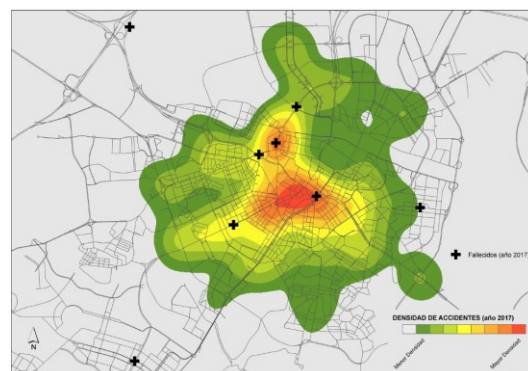 Fallecidos (año 2017)
DENSIDAD DE ACCIDENTES (año 2017)
Menor Densidad
Mayor Densidad
N